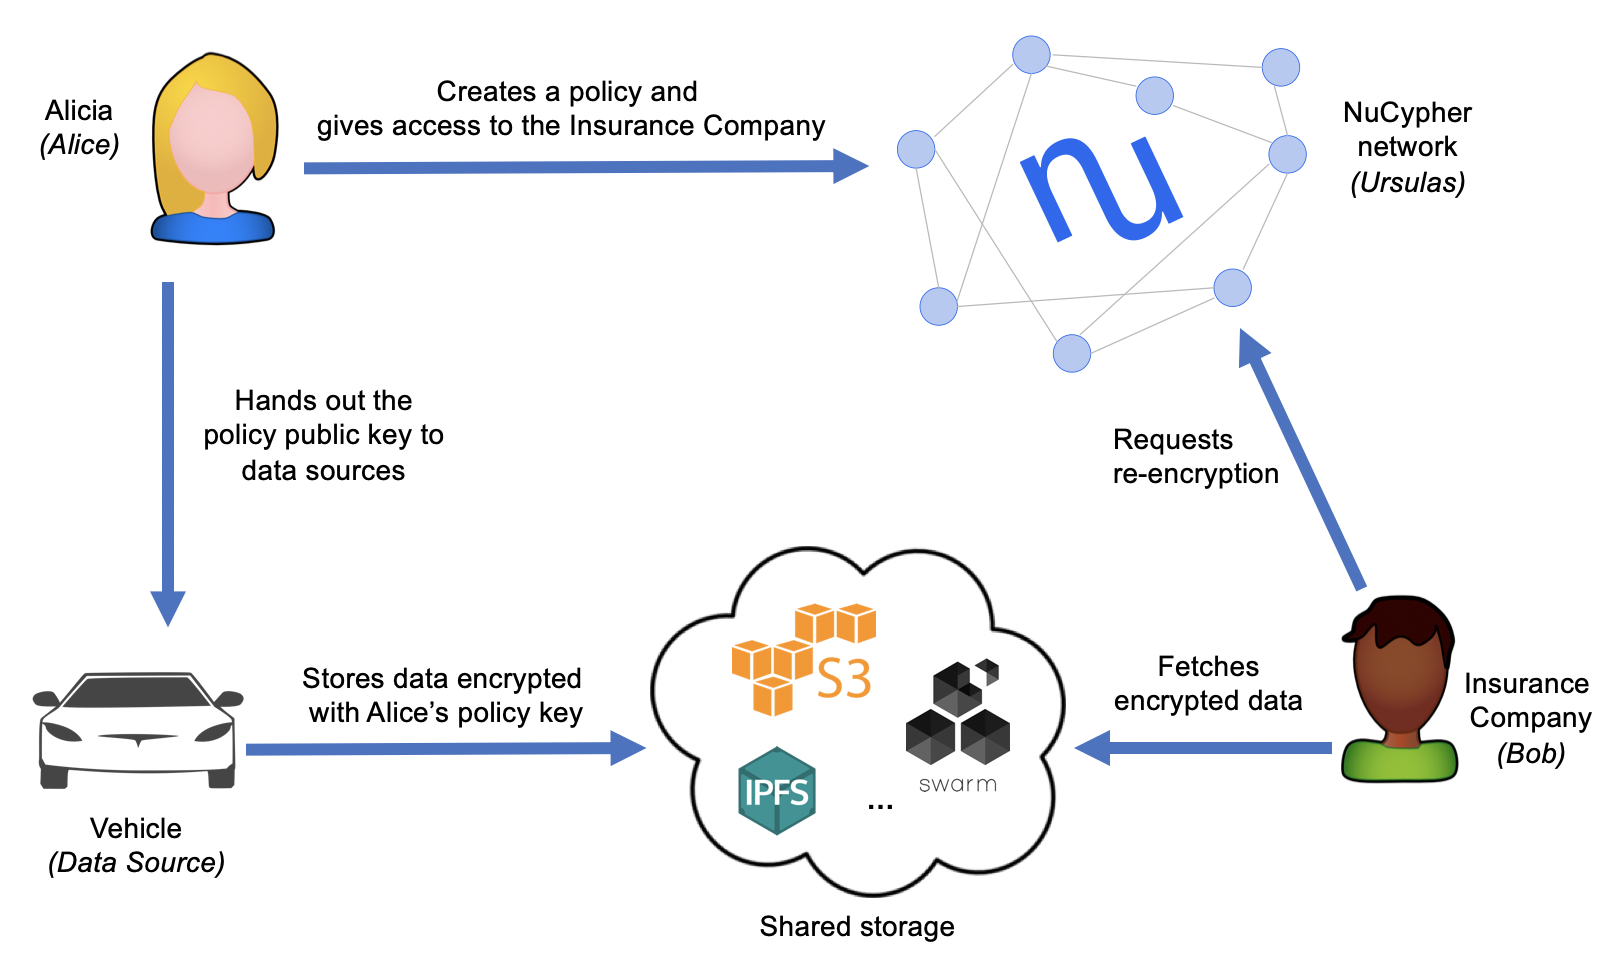 Alicia
(Alice)
Creates a policy and
gives access to the Insurance Company
NuCypher
network
(Ursulas)
nu
Hands out the
policy public key to
data sources
Requests
re-encryption
Stores data encrypted
with Alice’s policy key
S3
swarm
IPFS
...
Fetches
encrypted data
Insurance
Company
(Bob)
Vehicle
(Data Source)
Shared storage